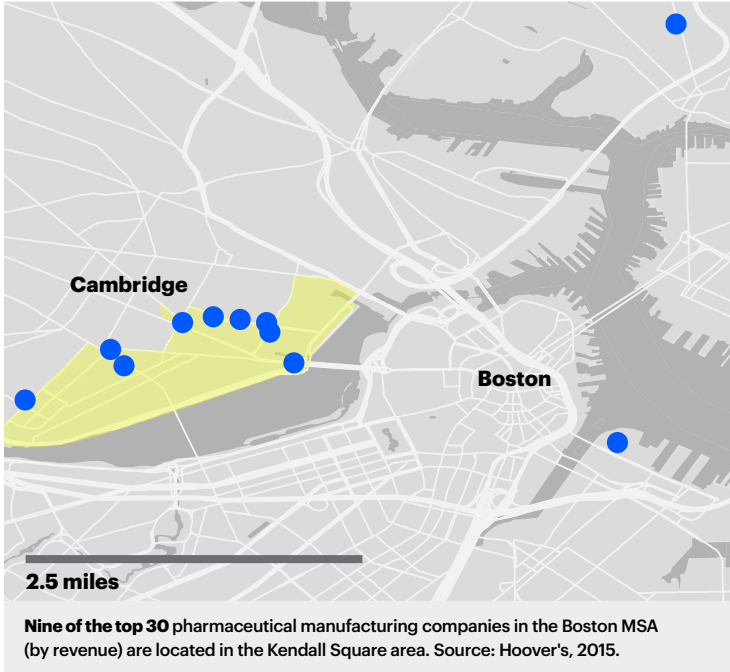 Cambridge
Boston
2.5 miles
Nine of the top 30 pharmaceutical manufacturing companies in the Boston MSA
(by revenue) are located in the Kendall Square area. Source: Hoover's, 2015.